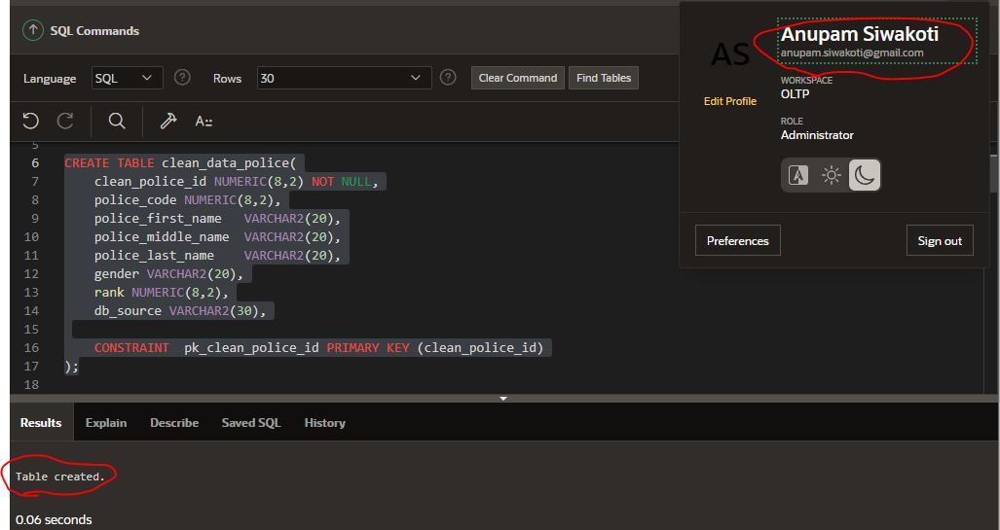 SQL Commands
Language SQL Rows 30 Clear Command Find Tables
A::
5
6 CREATE TABLE clean_data_police(
7 clean_police_id NUMERIC(8,2) NOT NULL,
8 police_code NUMERIC(8,2),
9 police_first_name VARCHAR2(20),
10 police_middle_name VARCHAR2(20),
11 police_last_name VARCHAR2(20),
12 gender VARCHAR2(20),
13 rank NUMERIC(8,2),
14 db_source VARCHAR2(30),
15
16 CONSTRAINT pk_clean_police_id PRIMARY KEY (clean_police_id)
17 );
18
AS
Edit Profile
Anupam Siwakoti
anupam.siwakoti@gmail.com
WORKSPACE
OLTP
ROLE
Administrator
A
Preferences Sign out
Results Explain Describe Saved SQL History
Table created.
0.06 seconds